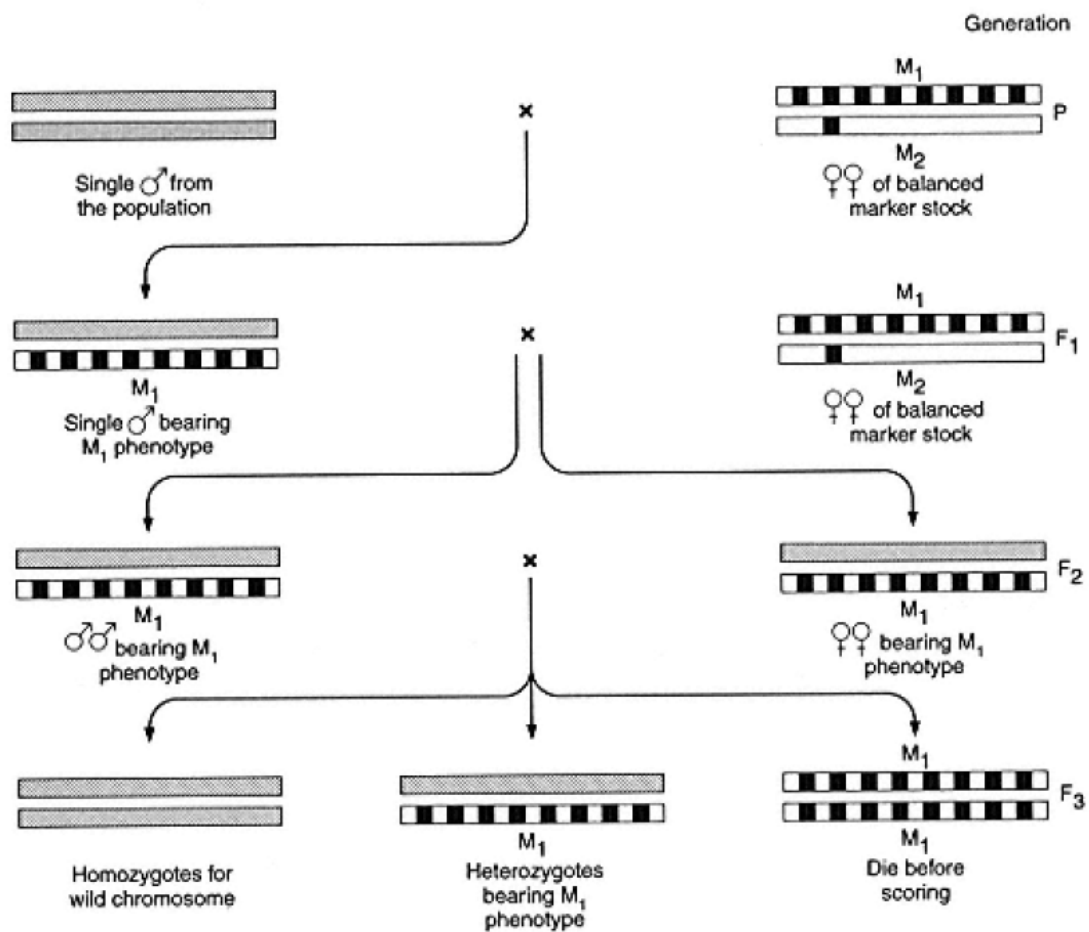 Generation
M₁
P
M₂
Single ♂ from
the population
♀♀ of balanced
marker stock
M₁
F₁
M₁
M₂
Single ♂ bearing
M₁ phenotype
♀♀ of balanced
marker stock
F₂
M₁
M₁
♂♂ bearing M₁
phenotype
♀♀ bearing M₁
phenotype
M₁
F₃
M₁
M₁
Homozygotes for
wild chromosome
Heterozygotes
bearing M₁
phenotype
Die before
scoring